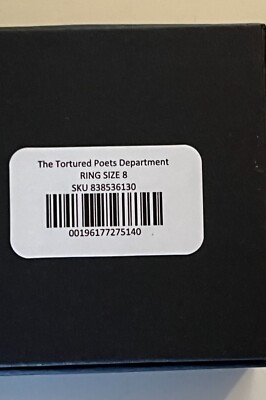 The Tortured Poets Department
RING SIZE 8
SKU 838536130
00196177275140